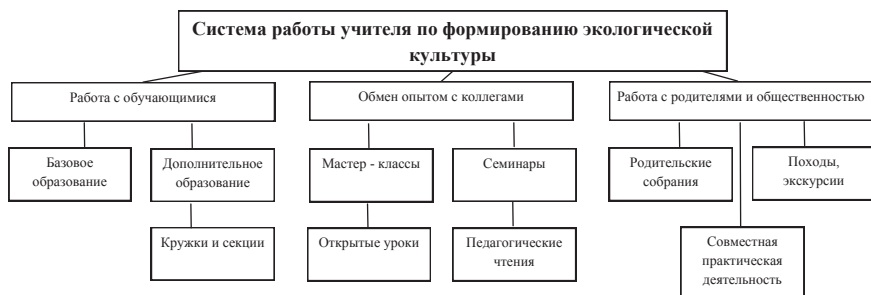 Система работы учителя по формированию экологической
культуры
Работа с обучающимися
Обмен опытом с коллегами
Работа с родителями и общественностью
Базовое
образование
Дополнительное
образование
Мастер - классы
Семинары
Родительские
собрания
Походы,
экскурсии
Кружки и секции
Открытые уроки
Педагогические
чтения
Совместная
практическая
деятельность